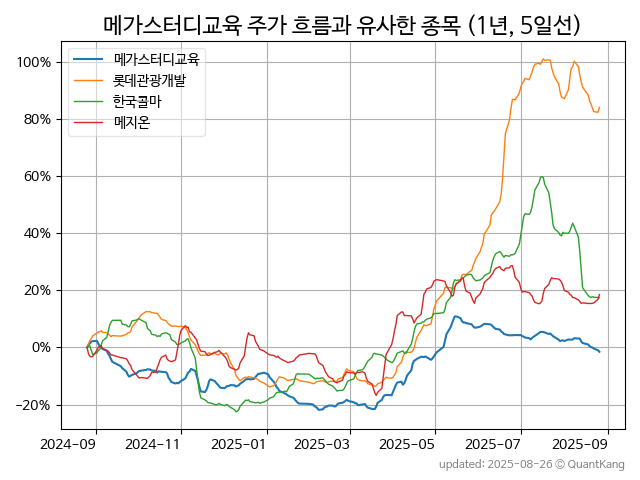 메가스터디교육 주가 흐름과 유사한 종목 (1년, 5일선)
메가스터디교육
롯데관광개발
한국콜마
메지온
100%
80%
60%
40%
20%
0%
−20%
2024-09
2024-11
2025-01
2025-03
2025-05
2025-07
2025-09
updated: 2025-08-26 © QuantKang